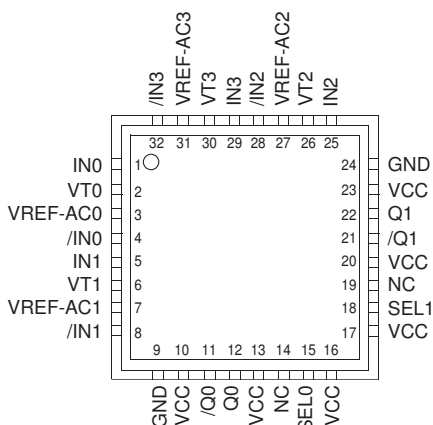 /IN3 VREF-AC3 VT3 IN3 /IN2 VREF-AC2 VT2 IN2
32 31 30 29 28 27 26 25
IN0 1 24 GND
VT0 2 23 VCC
VREF-AC0 3 22 Q1
/IN0 4 21 /Q1
IN1 5 20 VCC
VT1 6 19 NC
VREF-AC1 7 18 SEL1
/IN1 8 17 VCC
9 10 11 12 13 14 15 16
GND VCC /Q0 Q0 VCC NC SEL0 VCC